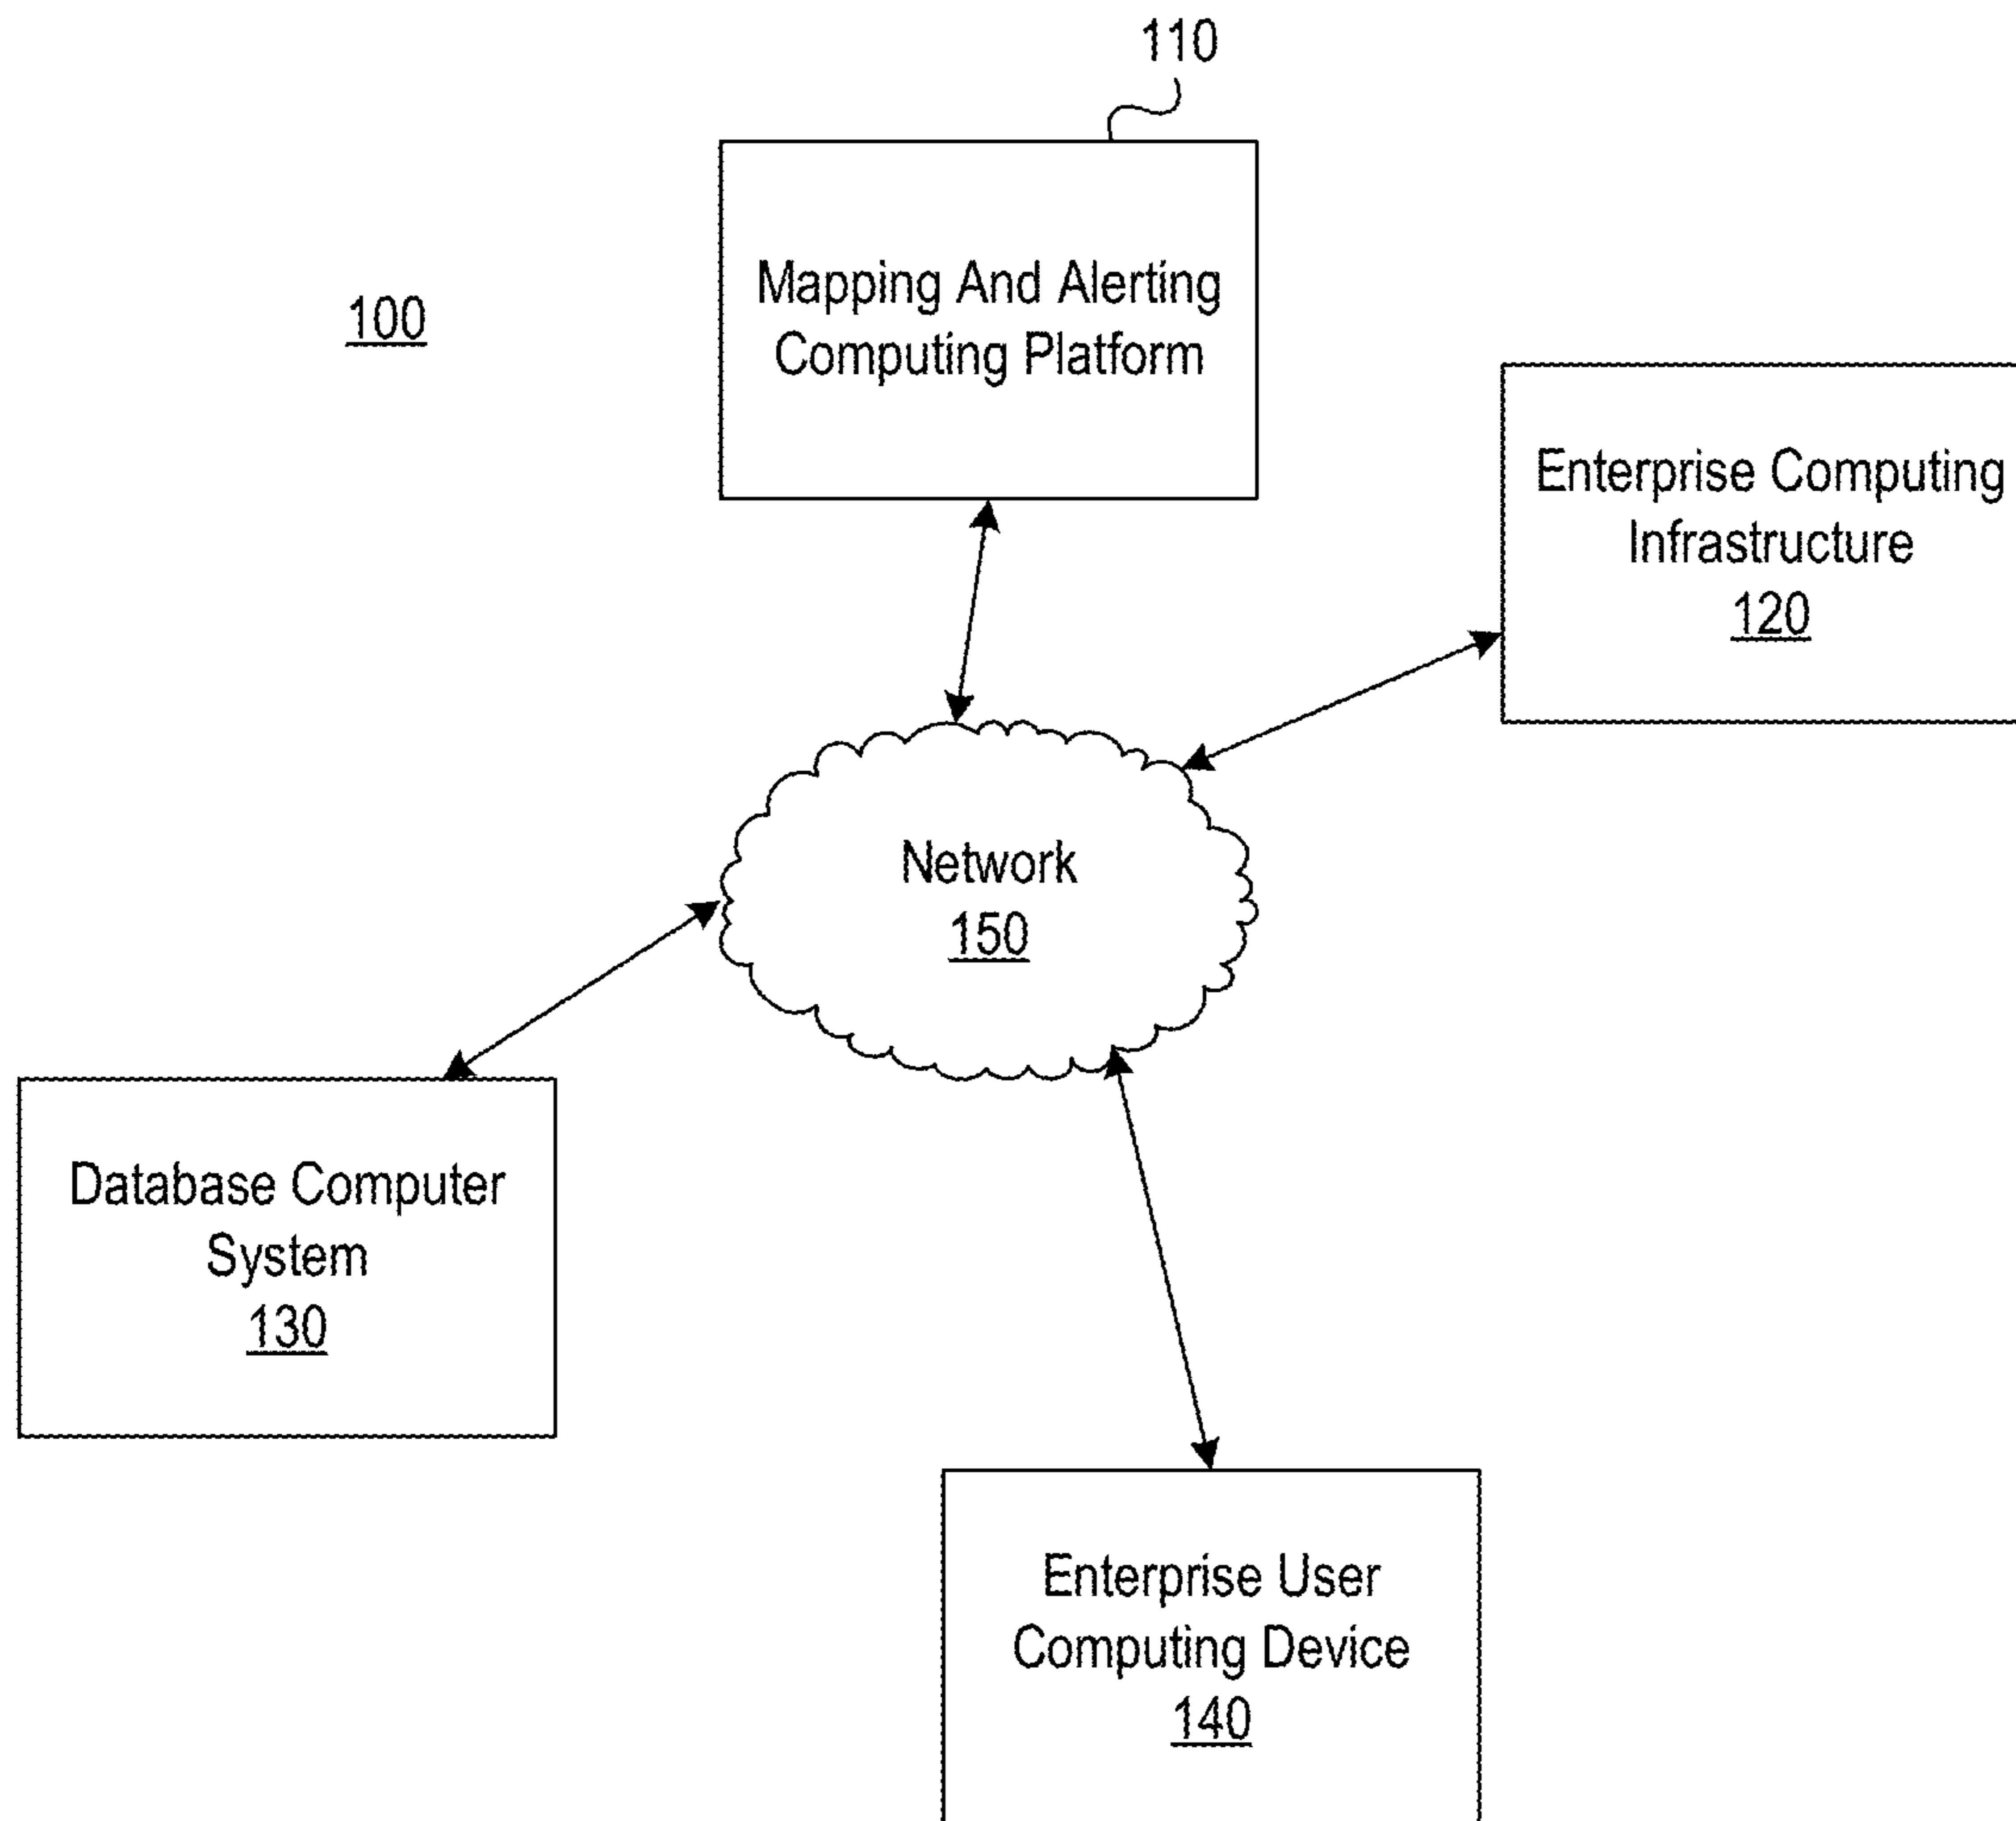 110
Mapping And Alerting
Computing Platform
100
Enterprise Computing
Infrastructure
120
Network
150
Database Computer
System
130
Enterprise User
Computing Device
140